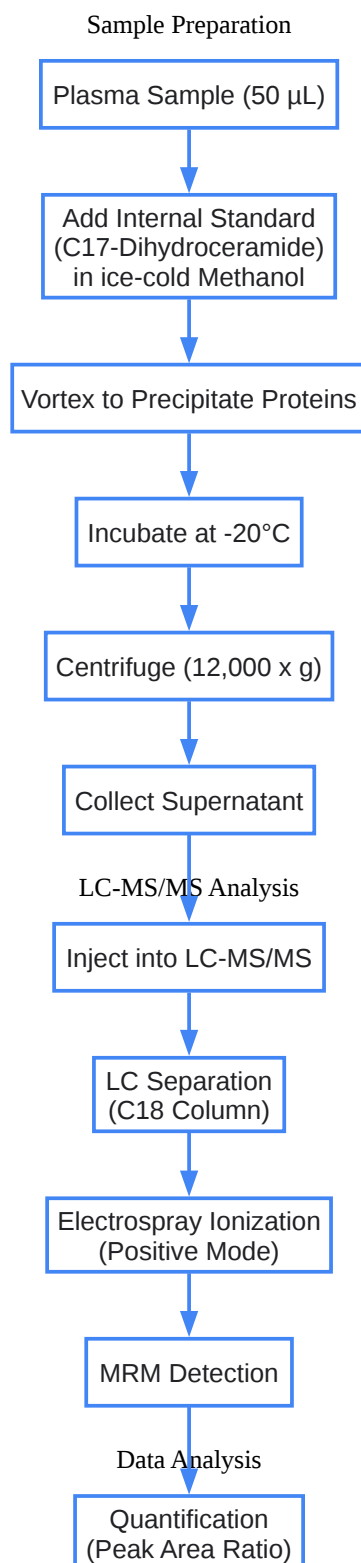 Sample Preparation
Plasma Sample (50 µL)
Add Internal Standard
(C17-Dihydroceramide)
in ice-cold Methanol
Vortex to Precipitate Proteins
Incubate at -20°C
Centrifuge (12,000 x g)
Collect Supernatant
LC-MS/MS Analysis
Inject into LC-MS/MS
LC Separation
(C18 Column)
Electrospray Ionization
(Positive Mode)
MRM Detection
Data Analysis
Quantification
(Peak Area Ratio)